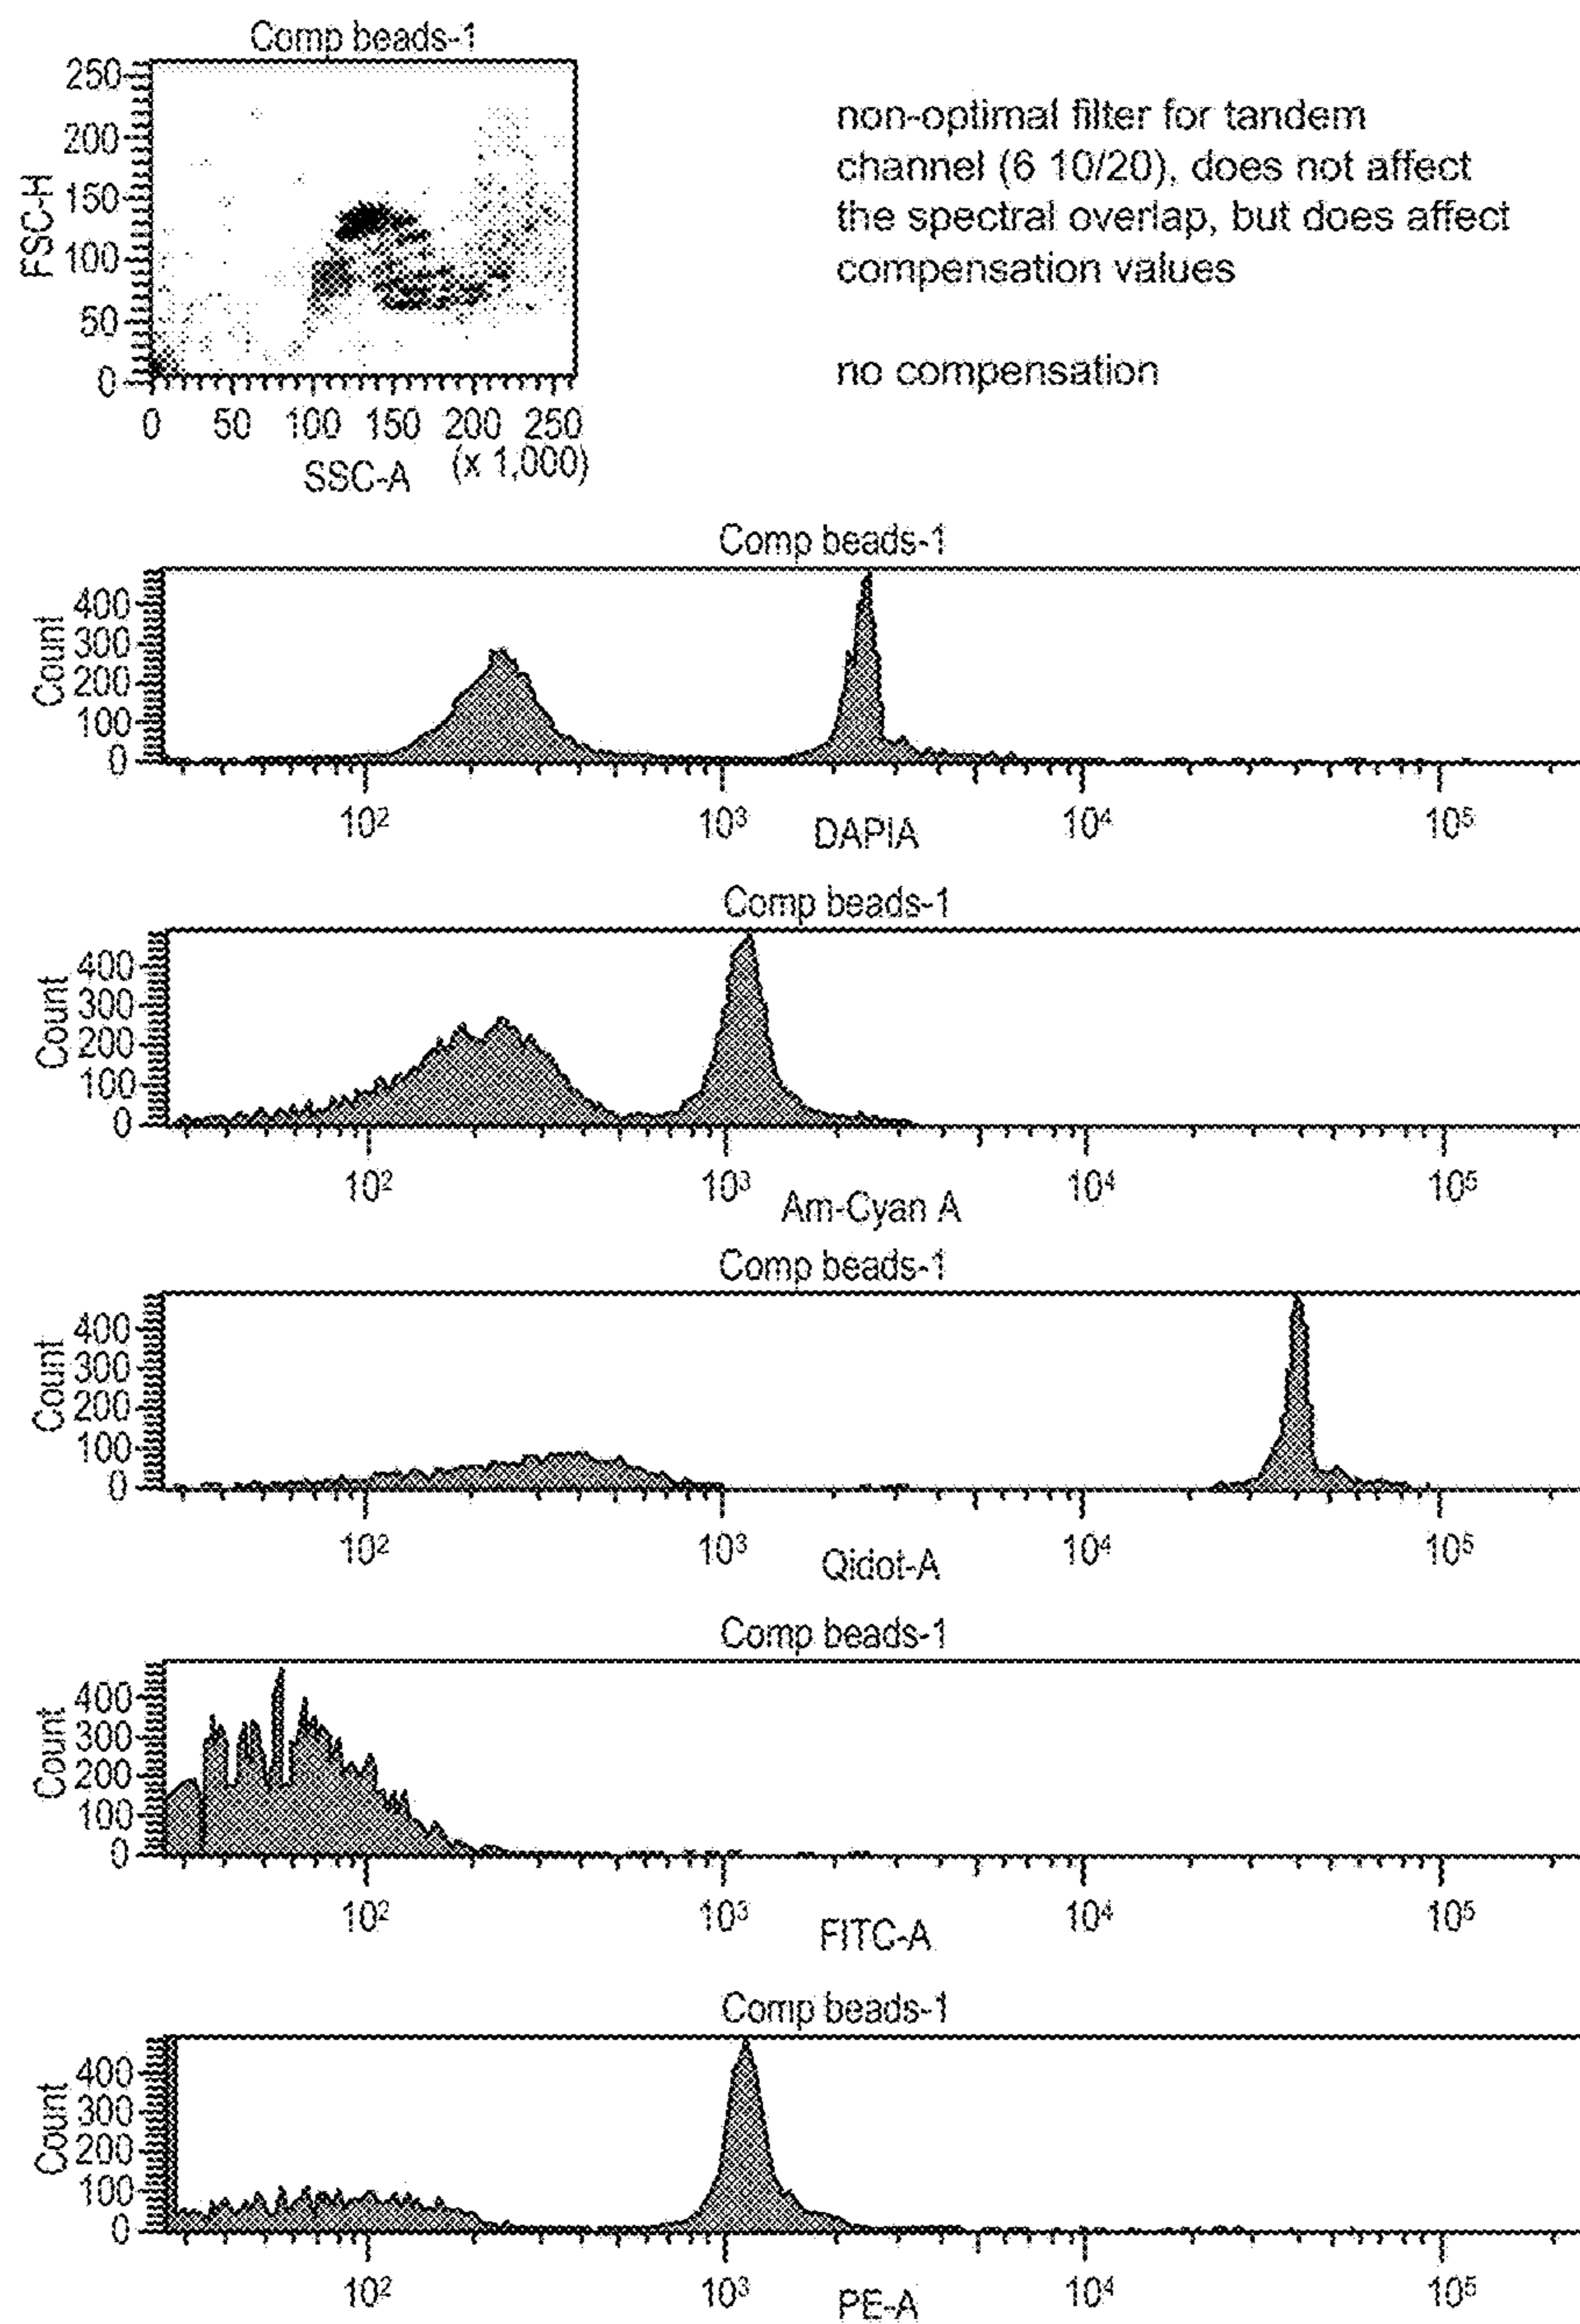 Comp beads-1
250
200
150
100
50
0
FSC-H
0 50 100 150 200 250
(x 1,000)
SSC-A
non-optimal filter for tandem
channel (6 10/20), does not affect
the spectral overlap, but does affect
compensation values
no compensation
Comp beads-1
Count
400
300
200
100
0
10² 10³ 10⁴ 10⁵
DAPIA
Comp beads-1
Count
400
300
200
100
0
10² 10³ 10⁴ 10⁵
Am-Cyan A
Comp beads-1
Count
400
300
200
100
0
10² 10³ 10⁴ 10⁵
Qidot-A
Comp beads-1
Count
400
300
200
100
0
10² 10³ 10⁴ 10⁵
FITC-A
Comp beads-1
Count
400
300
200
100
0
10² 10³ 10⁴ 10⁵
PE-A